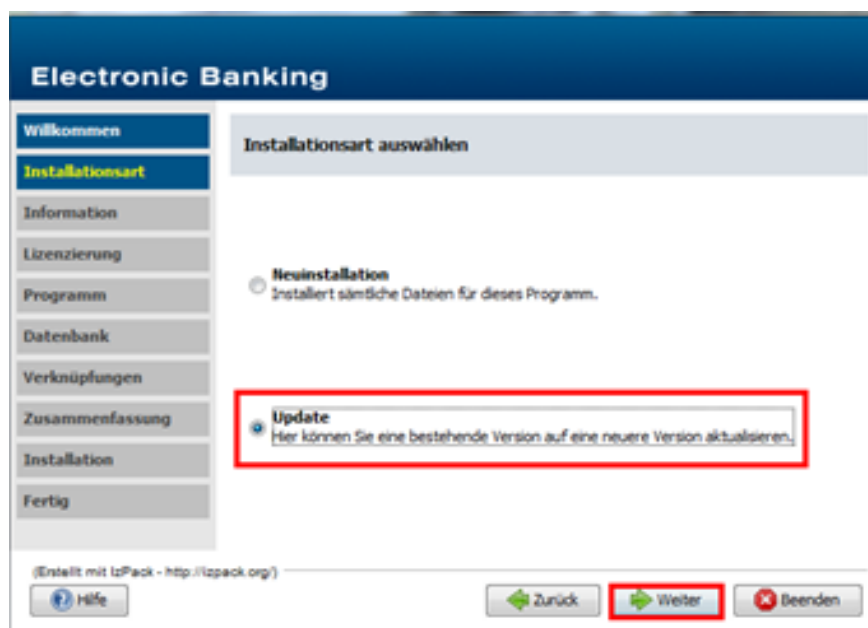 Electronic Banking
Willkommen
Installationsart
Information
Lizenzierung
Programm
Datenbank
Verknüpfungen
Zusammenfassung
Installation
Fertig
Installationsart auswählen
Neuinstallation
Installiert sämtliche Dateien für dieses Programm.
Update
Hier können Sie eine bestehende Version auf eine neuere Version aktualisieren.
(Erstellt mit IzPack - http://izpack.org/)
Hilfe
Zurück
Weiter
Beenden